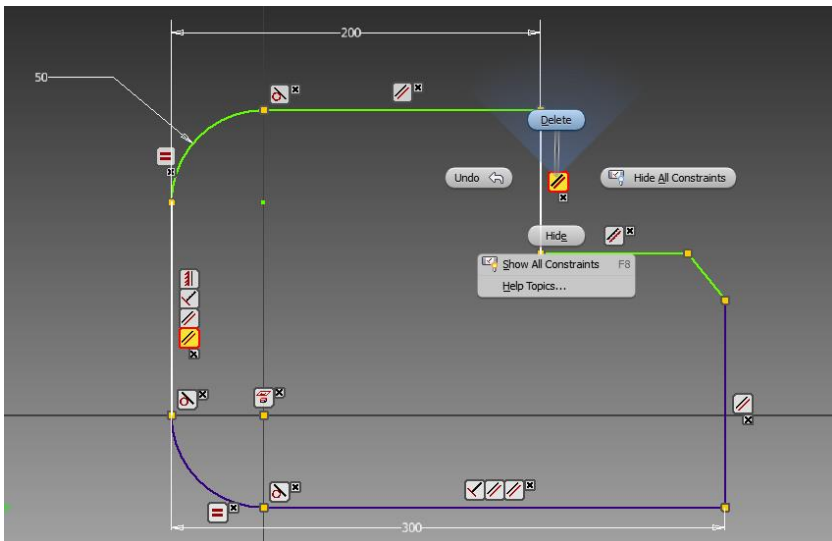 200
50
Delete
Undo
Hide All Constraints
Hide
Show All Constraints F8
Help Topics...
300